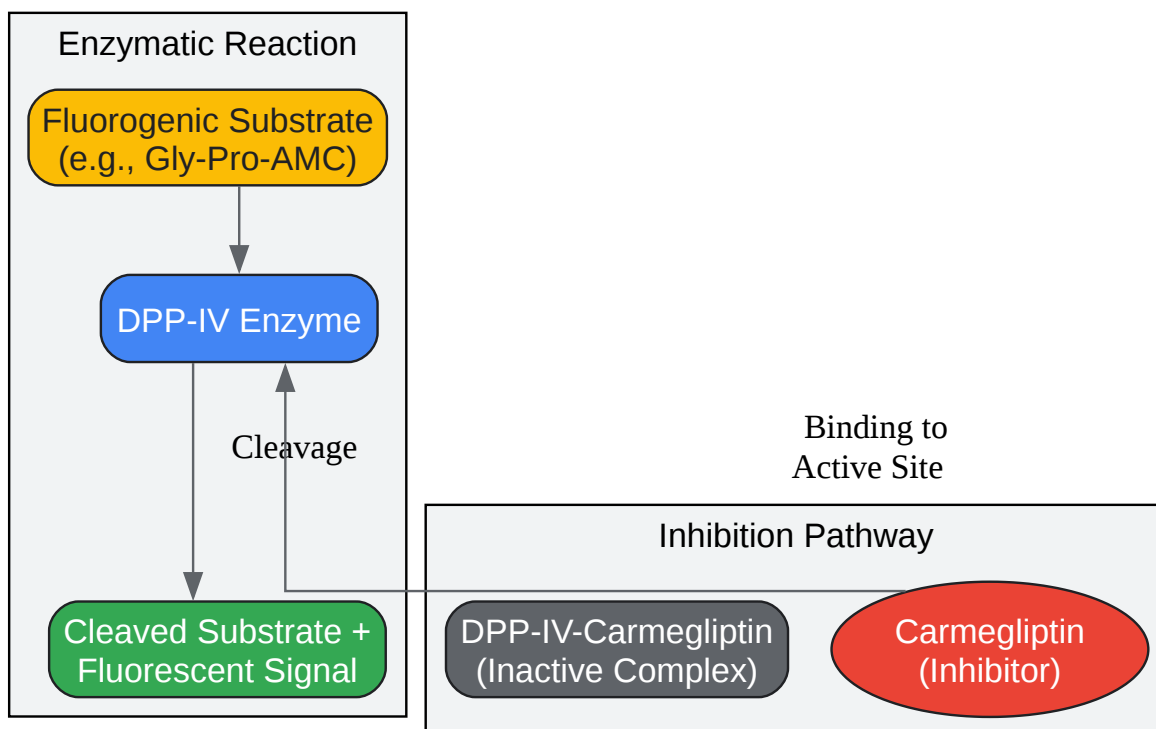 Enzymatic Reaction
Fluorogenic Substrate
(e.g., Gly-Pro-AMC)
DPP-IV Enzyme
Cleavage
Cleaved Substrate +
Fluorescent Signal
Binding to
Active Site
Inhibition Pathway
DPP-IV-Carmegliptin
(Inactive Complex)
Carmegliptin
(Inhibitor)